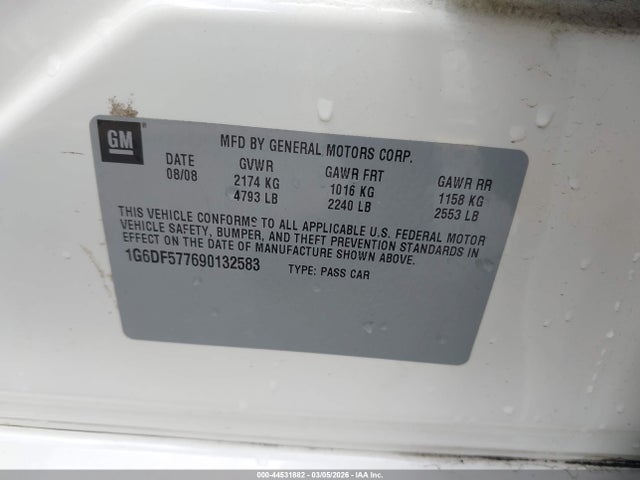 GM
MFD BY GENERAL MOTORS CORP.
DATE GVWR GAWR FRT GAWR RR
08/08 2174 KG 1016 KG 1158 KG
4793 LB 2240 LB 2553 LB
THIS VEHICLE CONFORMS TO ALL APPLICABLE U.S. FEDERAL MOTOR
VEHICLE SAFETY, BUMPER, AND THEFT PREVENTION STANDARDS IN
EFFECT ON THE DATE OF MANUFACTURE SHOWN ABOVE.
1G6DF577690132583 TYPE: PASS CAR
000-44531882 - 03/05/2026 - IAAI, Inc.